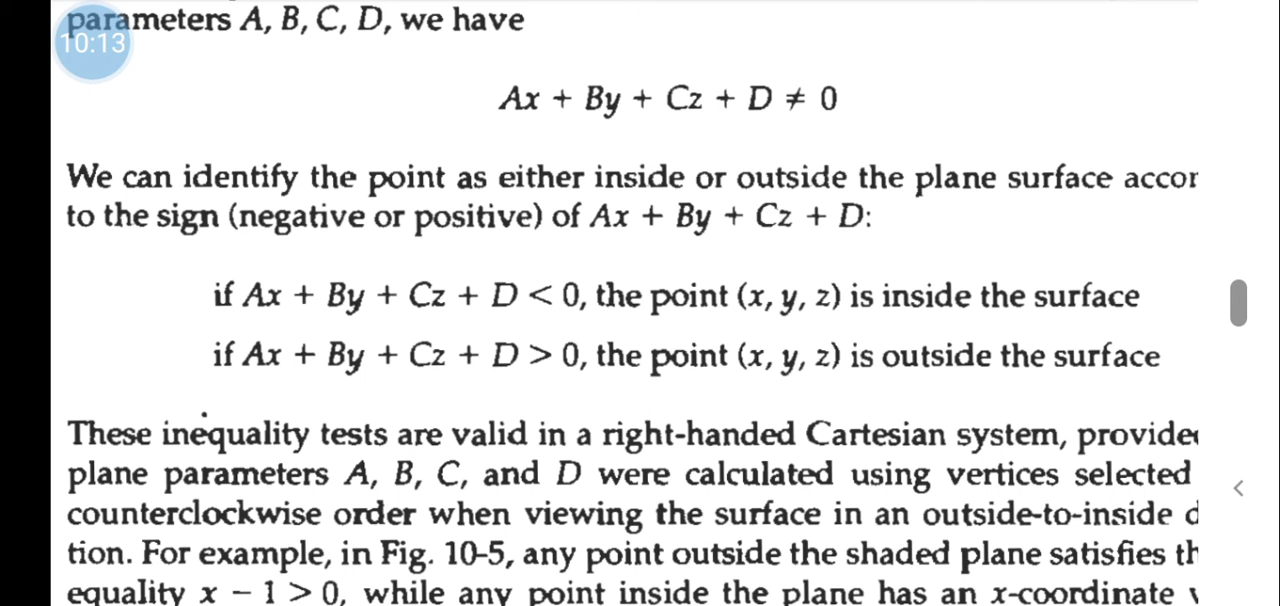 parameters A, B, C, D, we have
10:13
Ax + By + Cz + D ≠ 0
We can identify the point as either inside or outside the plane surface
to the sign (negative or positive) of Ax + By + Cz + D:
if Ax + By + Cz + D < 0, the point (x, y, z) is inside the surface
if Ax + By + Cz + D > 0, the point (x, y, z) is outside the surface
These inequality tests are valid in a right-handed Cartesian system,
plane parameters A, B, C, and D were calculated using vertices selected
counterclockwise order when viewing the surface in an outside-to-inside
tion. For example, in Fig. 10-5, any point outside the shaded plane satisfies
equality x − 1 > 0, while any point inside the plane has an x-coordinate
<